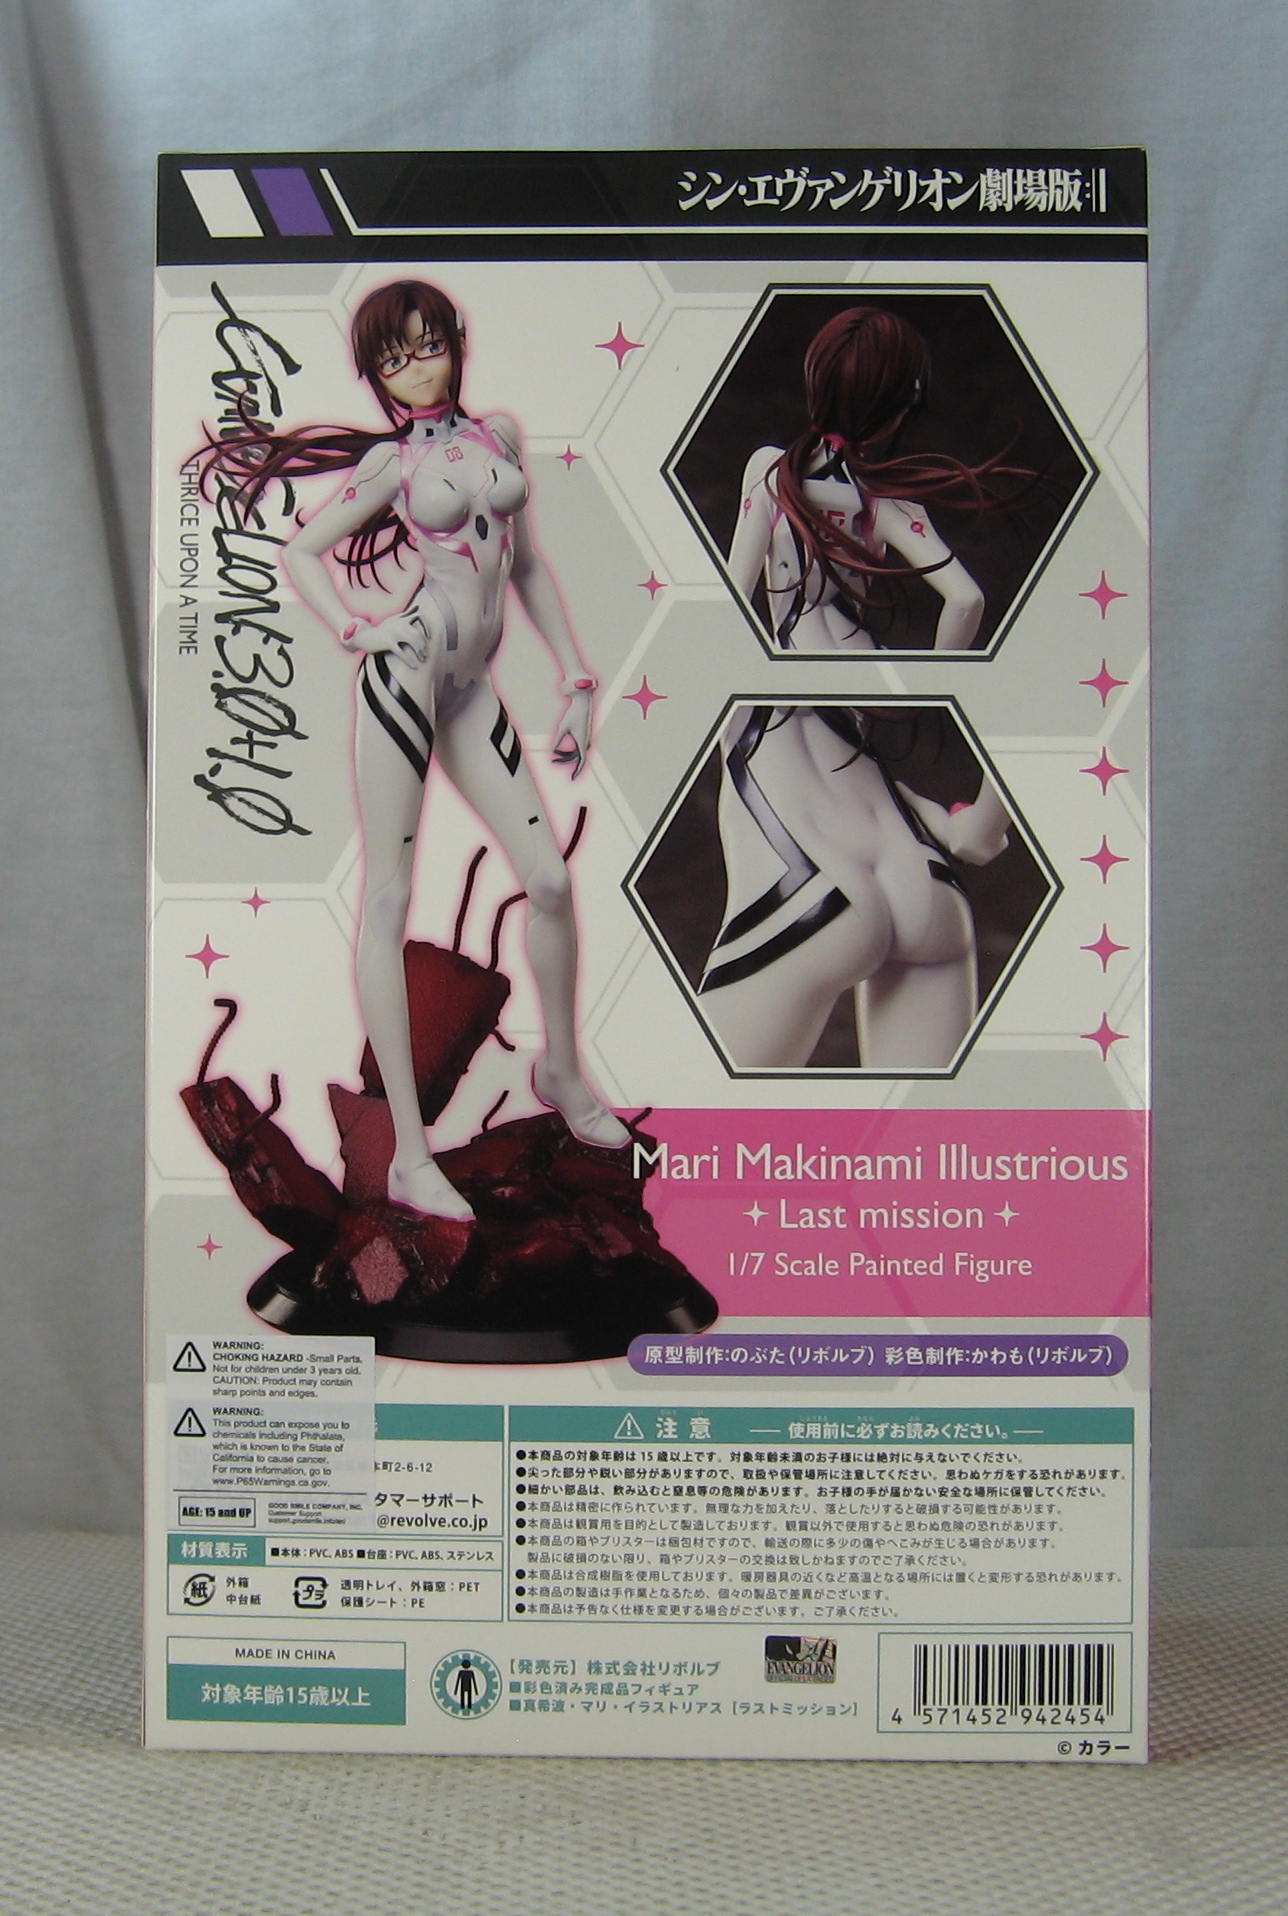 シン・エヴァンゲリオン劇場版:||
EVANGELION:3.0+1.0
THRICE UPON A TIME
08
Mari Makinami Illustrious
Last mission
1/7 Scale Painted Figure
原型制作:のぶた(リボルブ) 彩色制作:かわも(リボルブ)
WARNING:
CHOKING HAZARD -Small Parts.
Not for children under 3 years old.
CAUTION: Product may contain
sharp points and edges.
WARNING:
This product can expose you to
chemicals including Phthalate,
which is known to the State of
California to cause cancer.
For more information, go to
www.P65Warnings.ca.gov.
AGE: 15 and UP
GOOD SMILE COMPANY, INC.
Customer Support
本町2-6-12
タマーサポート
@revolve.co.jp
材質表示 ■本体:PVC、ABS ■台座:PVC、ABS、ステンレス
紙 外箱
中台紙
プラ 透明トレイ、外箱窓:PET
保護シート:PE
注意 ― 使用前に必ずお読みください。―
●本商品の対象年齢は15歳以上です。対象年齢未満のお子様には絶対に与えないでください。
●尖った部分や鋭い部分がありますので、取扱や保管場所に注意してください。思わぬケガをする恐れがあります。
●細かい部品は、飲み込むと窒息等の危険があります。お子様の手が届かない安全な場所に保管してください。
●本商品は精密に作られています。無理な力を加えたり、落としたりすると破損する可能性があります。
●本商品は観賞用を目的として製造しております。観賞以外で使用すると思わぬ危険の恐れがあります。
●本商品の箱やブリスターは梱包材ですので、輸送の際に多少の傷やへこみが生じる場合があります。
製品に破損のない限り、箱やブリスターの交換は致しかねますのでご了承ください。
●本商品は合成樹脂を使用しております。暖房器具の近くなど高温となる場所には置くと変形する恐れがあります。
●本商品の製造は手作業となるため、個々の製品で差異がございます。
●本商品は予告なく仕様を変更する場合がございます。ご了承ください。
MADE IN CHINA
対象年齢15歳以上
【発売元】株式会社リボルブ
■彩色済み完成品フィギュア
■真希波・マリ・イラストリアス［ラストミッション］
EVANGELION
4 571452 942454
© カラー